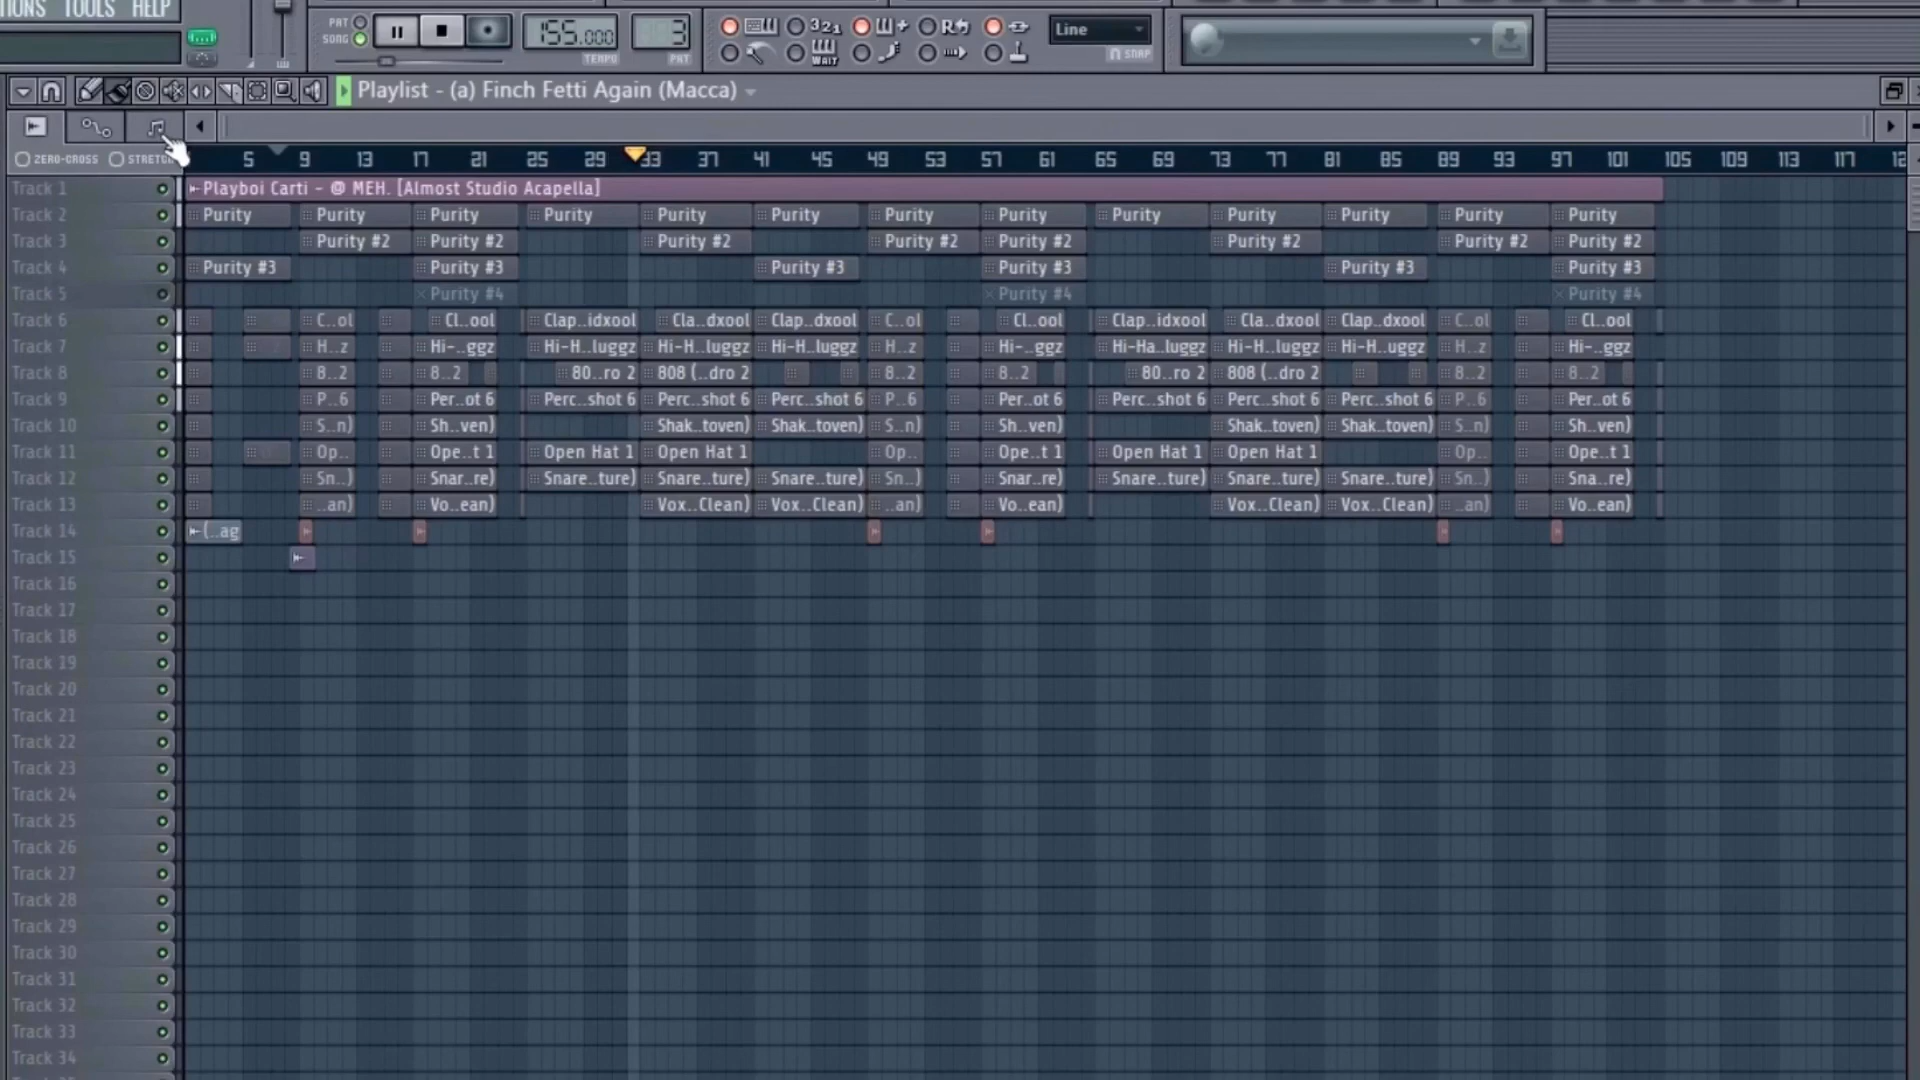 IONS TOOLS HELP
PAT
SONG
155.000
TEMPO
3
PAT
3 2 1
WAIT
Line
SNAP
Playlist - (a) Finch Fetti Again (Macca)
ZERO-CROSS STRETC
5 9 13 17 21 25 29 33 37 41 45 49 53 57 61 65 69 73 77 81 85 89 93 97 101 105 109 113 117 12
Track 1 Playboi Carti - @ MEH. [Almost Studio Acapella]
Track 2 Purity Purity Purity Purity Purity Purity Purity Purity Purity Purity Purity Purity Purity
Track 3 Purity #2 Purity #2 Purity #2 Purity #2 Purity #2 Purity #2 Purity #2 Purity #2
Track 4 Purity #3 Purity #3 Purity #3 Purity #3 Purity #3 Purity #3
Track 5 Purity #4 Purity #4 Purity #4
Track 6 C..ol Cl..ool Clap..idxool Cla..dxool Clap..dxool C..ol Cl..ool Clap..idxool Cla..dxool Clap..dxool C..ol Cl..ool
Track 7 H..z Hi-..ggz Hi-H..luggz Hi-H..luggz Hi-H..luggz H..z Hi-..ggz Hi-Ha..luggz Hi-H..luggz Hi-H..uggz H..z Hi-..ggz
Track 8 8..2 8..2 80..ro 2 808 (..dro 2 8..2 8..2 80..ro 2 808 (..dro 2 8..2 8..2
Track 9 P..6 Per..ot 6 Perc..shot 6 Perc..shot 6 Perc..shot 6 P..6 Per..ot 6 Perc..shot 6 Perc..shot 6 Perc..shot 6 P..6 Per..ot 6
Track 10 S..n) Sh..ven) Shak..toven) Shak..toven) S..n) Sh..ven) Shak..toven) Shak..toven) S..n) Sh..ven)
Track 11 Op.. Ope..t 1 Open Hat 1 Open Hat 1 Op.. Ope..t 1 Open Hat 1 Open Hat 1 Op.. Ope..t 1
Track 12 Sn..) Snar..re) Snare..ture) Snare..ture) Snare..ture) Sn..) Snar..re) Snare..ture) Snare..ture) Snare..ture) Sn..) Sna..re)
Track 13 ..an) Vo..ean) Vox..Clean) Vox..Clean) ..an) Vo..ean) Vox..Clean) Vox..Clean) ..an) Vo..ean)
Track 14 (..ag
Track 15
Track 16
Track 17
Track 18
Track 19
Track 20
Track 21
Track 22
Track 23
Track 24
Track 25
Track 26
Track 27
Track 28
Track 29
Track 30
Track 31
Track 32
Track 33
Track 34